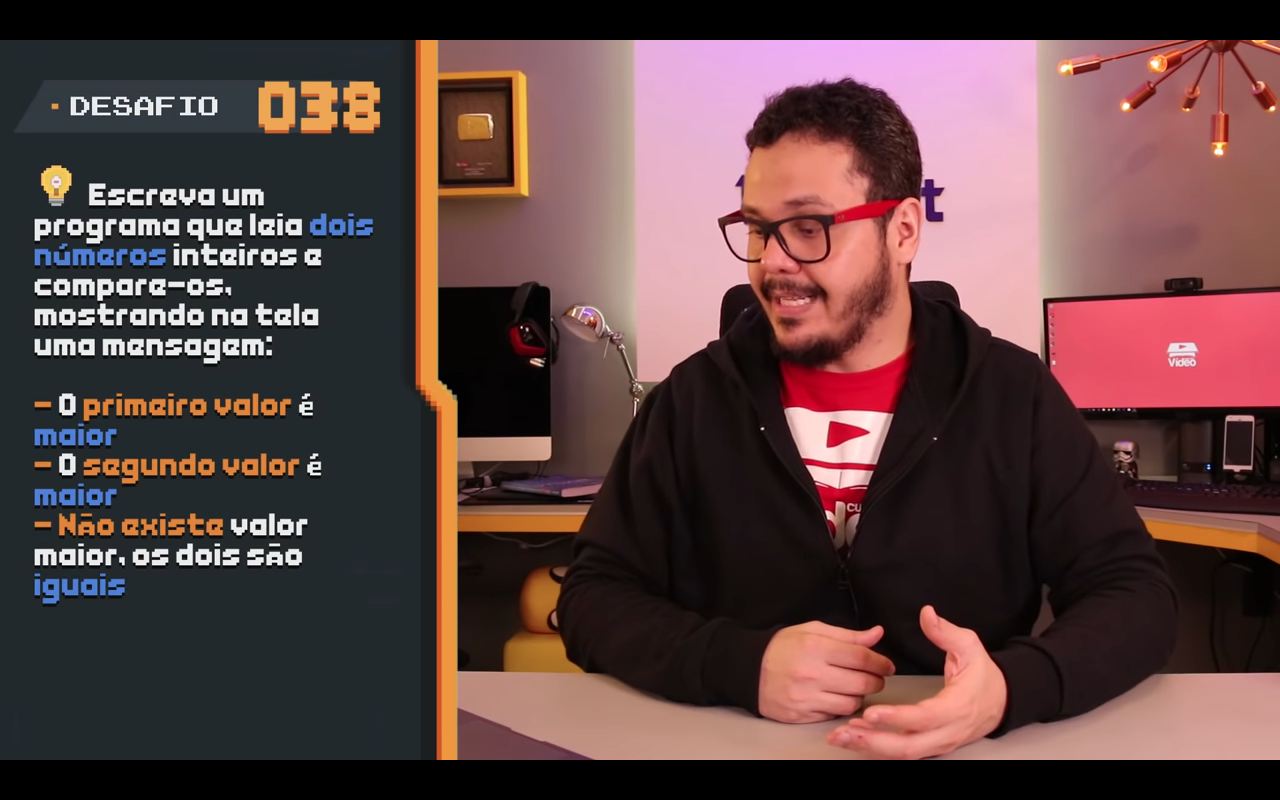 - DESAFIO 038
Escreva um
programa que leia dois
números inteiros e
compare-os,
mostrando na tela
uma mensagem:
- O primeiro valor é
maior
- O segundo valor é
maior
- Não existe valor
maior, os dois são
iguais
Vídeo